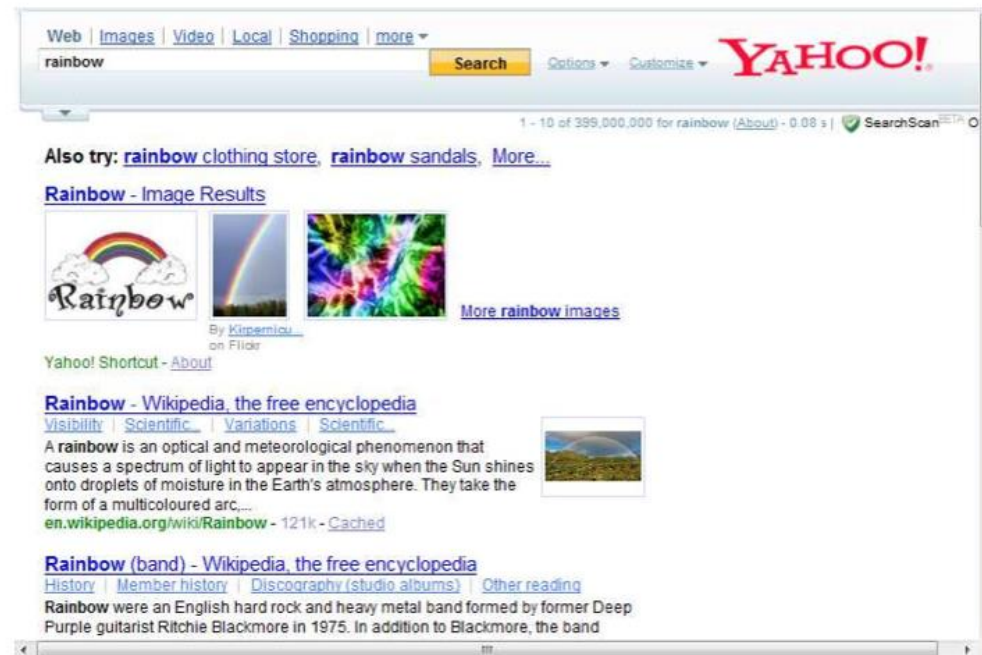 Web | Images | Video | Local | Shopping | more
rainbow
Search
Options
Customize
YAHOO!
1 - 10 of 399,000,000 for rainbow (About) - 0.08 s | SearchScan BETA O
Also try: rainbow clothing store, rainbow sandals, More...
Rainbow - Image Results
Rainbow
More rainbow images
By Kirpernicu...
on Flickr
Yahoo! Shortcut - About
Rainbow - Wikipedia, the free encyclopedia
Visibility | Scientific... | Variations | Scientific...
A rainbow is an optical and meteorological phenomenon that
causes a spectrum of light to appear in the sky when the Sun shines
onto droplets of moisture in the Earth's atmosphere. They take the
form of a multicoloured arc,...
en.wikipedia.org/wiki/Rainbow - 121k - Cached
Rainbow (band) - Wikipedia, the free encyclopedia
History | Member history | Discography (studio albums) | Other reading
Rainbow were an English hard rock and heavy metal band formed by former Deep
Purple guitarist Ritchie Blackmore in 1975. In addition to Blackmore, the band